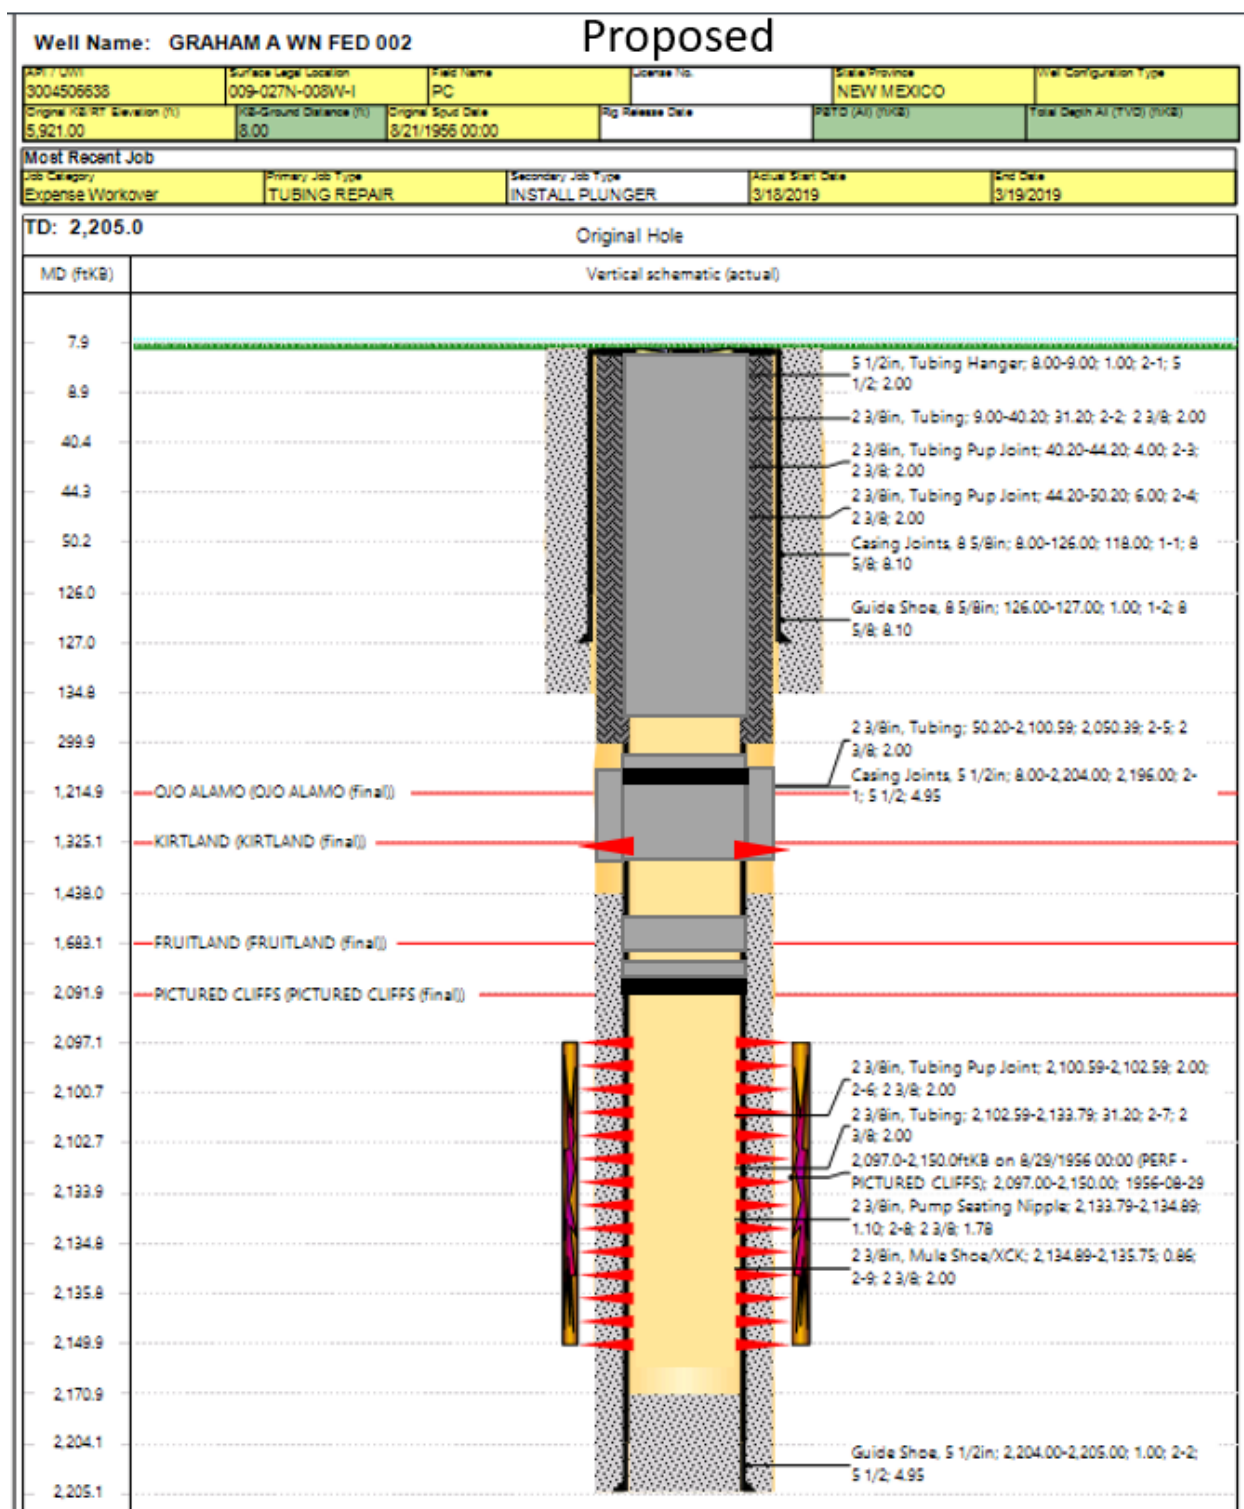 Proposed
Well Name: GRAHAM A WN FED 002
API / UWI Surface Legal Location Field Name License No. State/Province Well Configuration Type
3004506638 009-027N-008W-I PC NEW MEXICO
Original KB/RT Elevation (ft) KB-Ground Distance (ft) Original Spud Date Rig Release Date PBTD (All) (ftKB) Total Depth All (TVD) (ftKB)
5,921.00 8.00 8/21/1956 00:00
Most Recent Job
Job Category Primary Job Type Secondary Job Type Actual Start Date End Date
Expense Workover TUBING REPAIR INSTALL PLUNGER 3/18/2019 3/19/2019
TD: 2,205.0
Original Hole
MD (ftKB) Vertical schematic (actual)
7.9
5 1/2in, Tubing Hanger; 8.00-9.00; 1.00; 2-1; 5
1/2; 2.00
8.9
2 3/8in, Tubing; 9.00-40.20; 31.20; 2-2; 2 3/8; 2.00
40.4
2 3/8in, Tubing Pup Joint; 40.20-44.20; 4.00; 2-3;
2 3/8; 2.00
44.3
2 3/8in, Tubing Pup Joint; 44.20-50.20; 6.00; 2-4;
2 3/8; 2.00
50.2
Casing Joints, 8 5/8in; 8.00-126.00; 118.00; 1-1; 8
5/8; 8.10
126.0
Guide Shoe, 8 5/8in; 126.00-127.00; 1.00; 1-2; 8
5/8; 8.10
127.0
134.8
299.9
2 3/8in, Tubing; 50.20-2,100.59; 2,050.39; 2-5; 2
3/8; 2.00
Casing Joints, 5 1/2in; 8.00-2,204.00; 2,196.00; 2-
1; 5 1/2; 4.95
1,214.9 OJO ALAMO (OJO ALAMO (final))
1,325.1 KIRTLAND (KIRTLAND (final))
1,438.0
1,683.1 FRUITLAND (FRUITLAND (final))
2,091.9 PICTURED CLIFFS (PICTURED CLIFFS (final))
2,097.1
2 3/8in, Tubing Pup Joint; 2,100.59-2,102.59; 2.00;
2-6; 2 3/8; 2.00
2,100.7
2 3/8in, Tubing; 2,102.59-2,133.79; 31.20; 2-7; 2
3/8; 2.00
2,102.7
2,097.0-2,150.0ftKB on 8/29/1956 00:00 (PERF -
PICTURED CLIFFS); 2,097.00-2,150.00; 1956-08-29
2,133.9
2 3/8in, Pump Seating Nipple; 2,133.79-2,134.89;
1.10; 2-8; 2 3/8; 1.78
2,134.8
2 3/8in, Mule Shoe/XCK; 2,134.89-2,135.75; 0.86;
2-9; 2 3/8; 2.00
2,135.8
2,149.9
2,170.9
2,204.1
Guide Shoe, 5 1/2in; 2,204.00-2,205.00; 1.00; 2-2;
5 1/2; 4.95
2,205.1